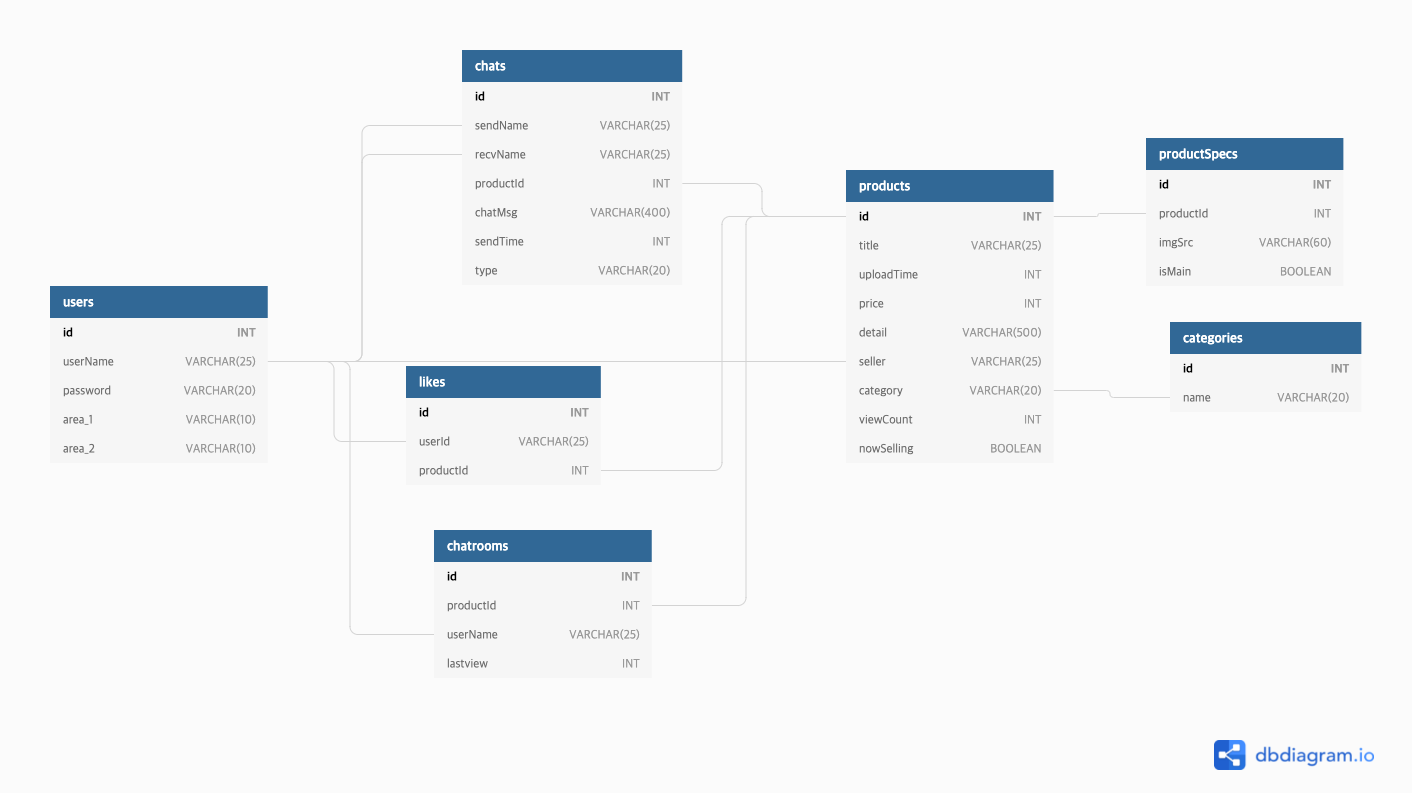 chats
id INT
sendName VARCHAR(25)
recvName VARCHAR(25)
productId INT
chatMsg VARCHAR(400)
sendTime INT
type VARCHAR(20)
productSpecs
id INT
productId INT
imgSrc VARCHAR(60)
isMain BOOLEAN
products
id INT
title VARCHAR(25)
uploadTime INT
price INT
detail VARCHAR(500)
seller VARCHAR(25)
category VARCHAR(20)
viewCount INT
nowSelling BOOLEAN
users
id INT
userName VARCHAR(25)
password VARCHAR(20)
area_1 VARCHAR(10)
area_2 VARCHAR(10)
categories
id INT
name VARCHAR(20)
likes
id INT
userId VARCHAR(25)
productId INT
chatrooms
id INT
productId INT
userName VARCHAR(25)
lastview INT
dbdiagram.io